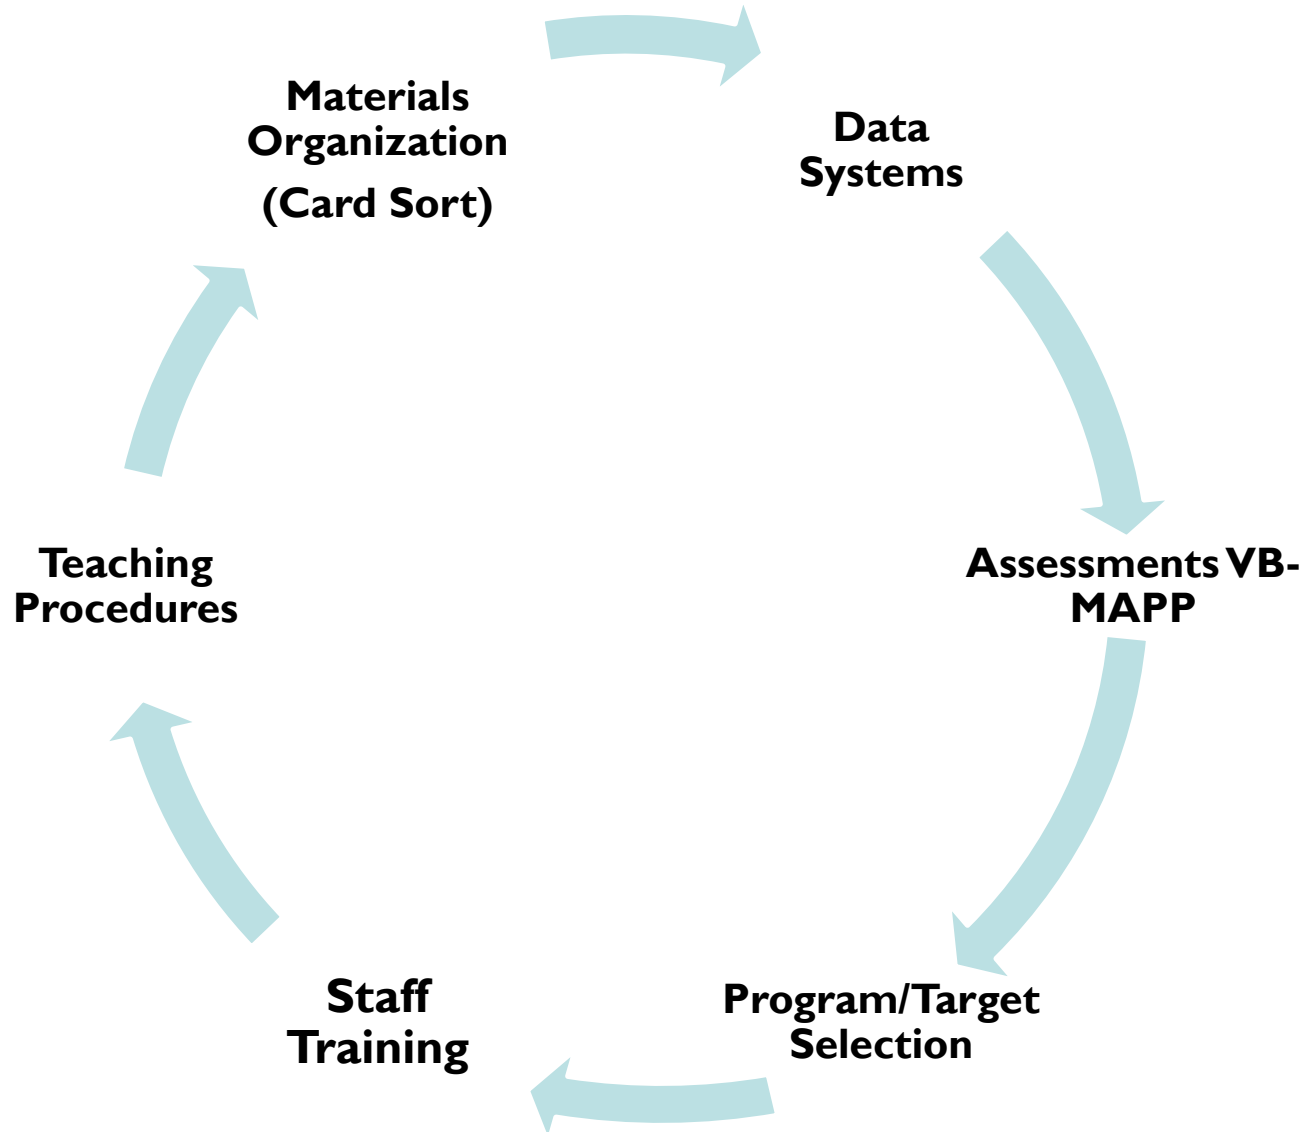 Materials
Organization
(Card Sort)
Data
Systems
Assessments VB-
MAPP
Program/Target
Selection
Staff
Training
Teaching
Procedures